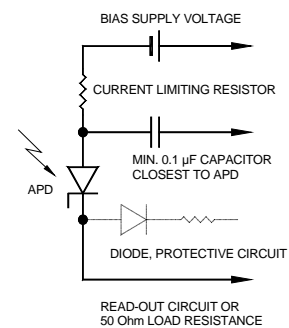 BIAS SUPPLY VOLTAGE
CURRENT LIMITING RESISTOR
MIN. 0.1 µF CAPACITOR
CLOSEST TO APD
APD
DIODE, PROTECTIVE CIRCUIT
READ-OUT CIRCUIT OR
50 Ohm LOAD RESISTANCE